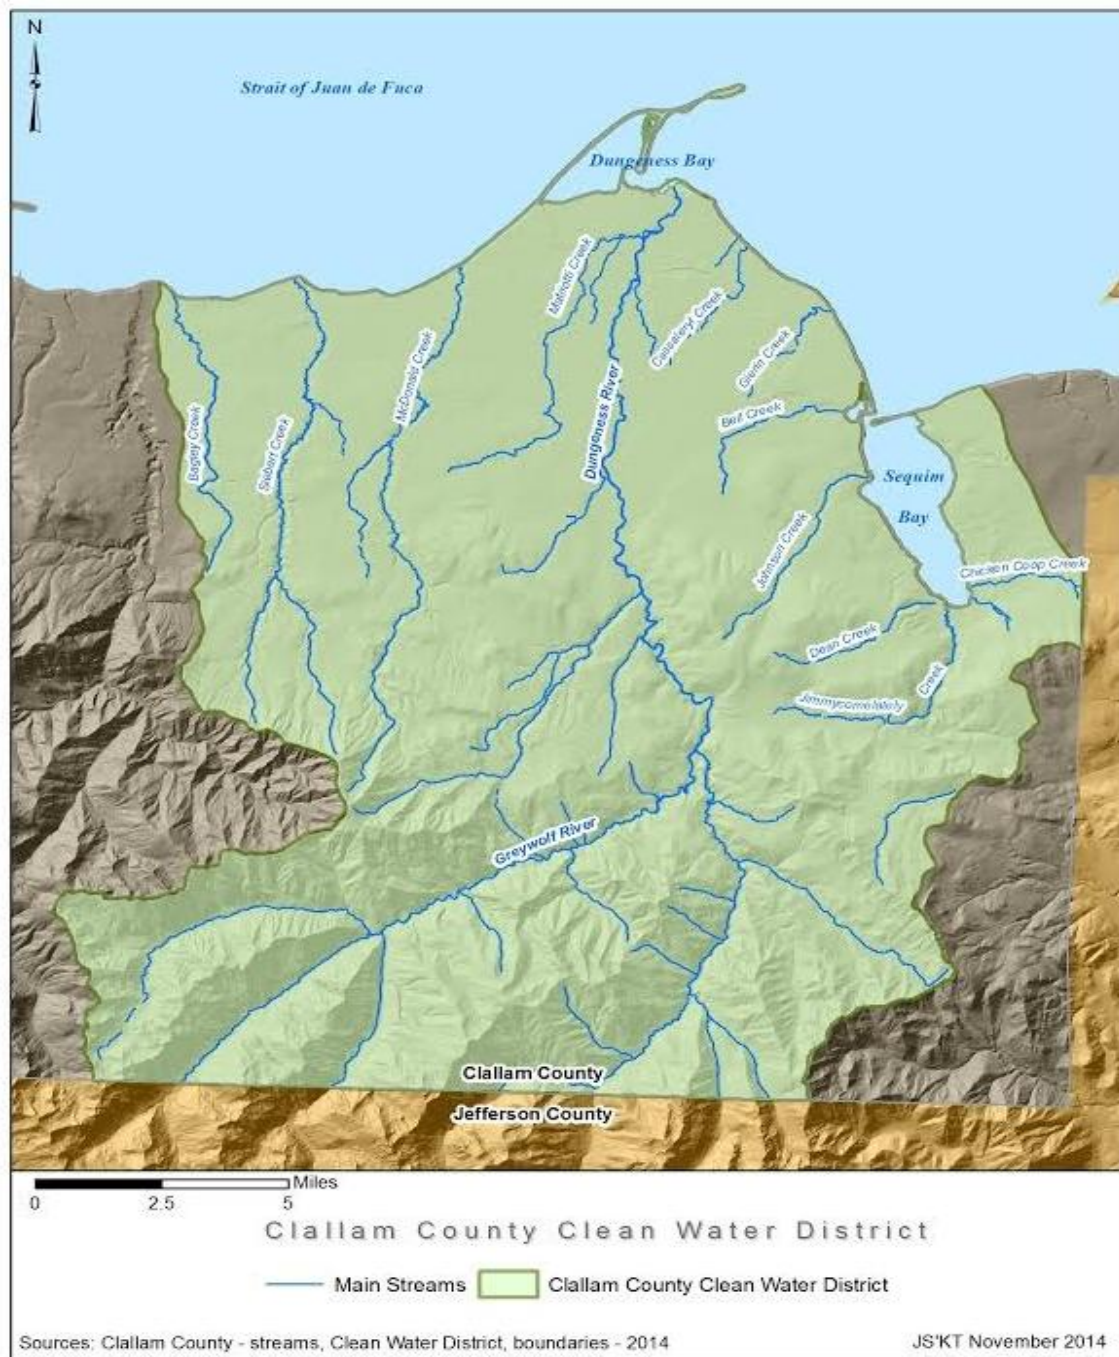 N
Strait of Juan de Fuca
Dungeness Bay
Matriotti Creek
Cassalery Creek
McDonald Creek
Gierin Creek
Dungeness River
Bell Creek
Bagley Creek
Siebert Creek
Sequim
Bay
Johnson Creek
Chicken Coop Creek
Dean Creek
Jimmycomelately
Creek
Greywolf River
Clallam County
Jefferson County
Miles
0 2.5 5
Clallam County Clean Water District
Main Streams Clallam County Clean Water District
Sources: Clallam County - streams, Clean Water District, boundaries - 2014 JS'KT November 2014